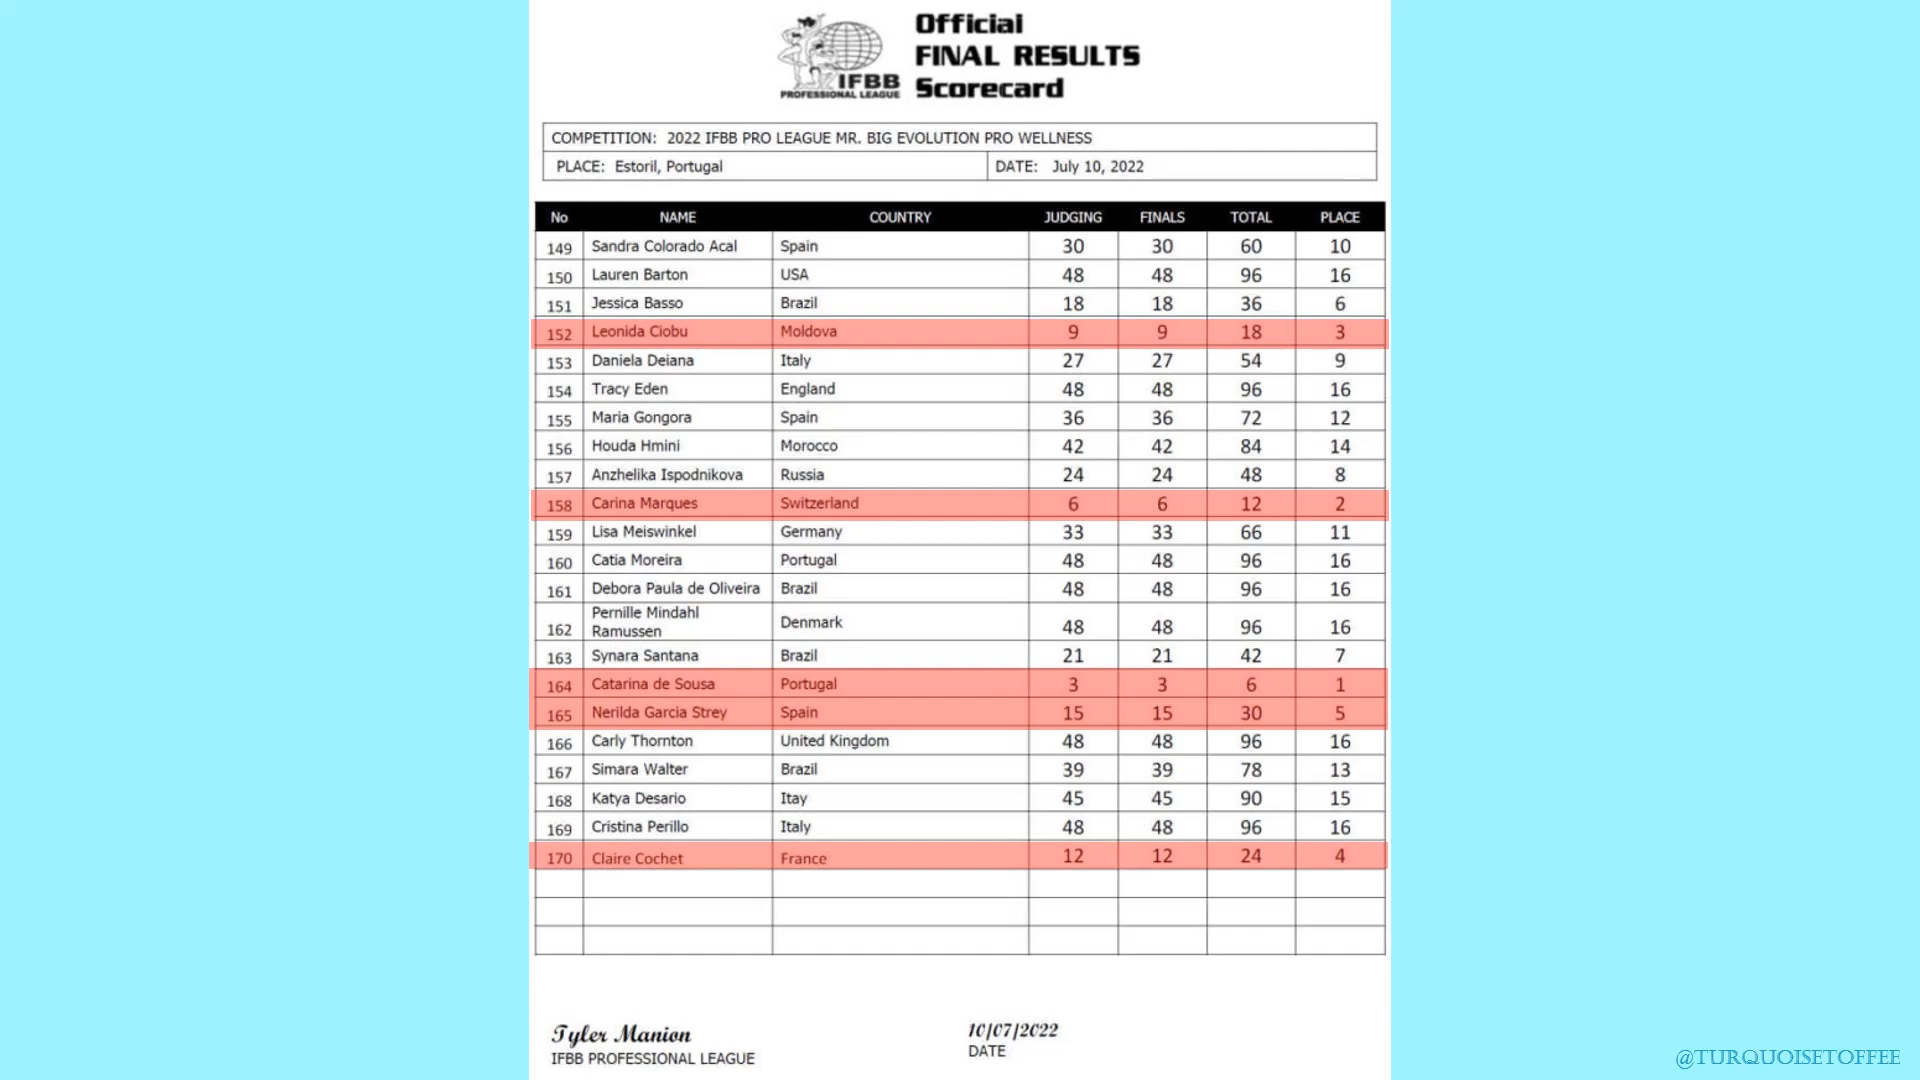 Official
FINAL RESULTS
Scorecard
IFBB
PROFESSIONAL LEAGUE
COMPETITION: 2022 IFBB PRO LEAGUE MR. BIG EVOLUTION PRO WELLNESS
PLACE: Estoril, Portugal DATE: July 10, 2022
No NAME COUNTRY JUDGING FINALS TOTAL PLACE
149 Sandra Colorado Acal Spain 30 30 60 10
150 Lauren Barton USA 48 48 96 16
151 Jessica Basso Brazil 18 18 36 6
152 Leonida Ciobu Moldova 9 9 18 3
153 Daniela Deiana Italy 27 27 54 9
154 Tracy Eden England 48 48 96 16
155 Maria Gongora Spain 36 36 72 12
156 Houda Hmini Morocco 42 42 84 14
157 Anzhelika Ispodnikova Russia 24 24 48 8
158 Carina Marques Switzerland 6 6 12 2
159 Lisa Meiswinkel Germany 33 33 66 11
160 Catia Moreira Portugal 48 48 96 16
161 Debora Paula de Oliveira Brazil 48 48 96 16
162 Pernille Mindahl
Ramussen Denmark 48 48 96 16
163 Synara Santana Brazil 21 21 42 7
164 Catarina de Sousa Portugal 3 3 6 1
165 Nerilda Garcia Strey Spain 15 15 30 5
166 Carly Thornton United Kingdom 48 48 96 16
167 Simara Walter Brazil 39 39 78 13
168 Katya Desario Itay 45 45 90 15
169 Cristina Perillo Italy 48 48 96 16
170 Claire Cochet France 12 12 24 4
Tyler Manion 10/07/2022
IFBB PROFESSIONAL LEAGUE DATE
@TURQUOISETOFFEE